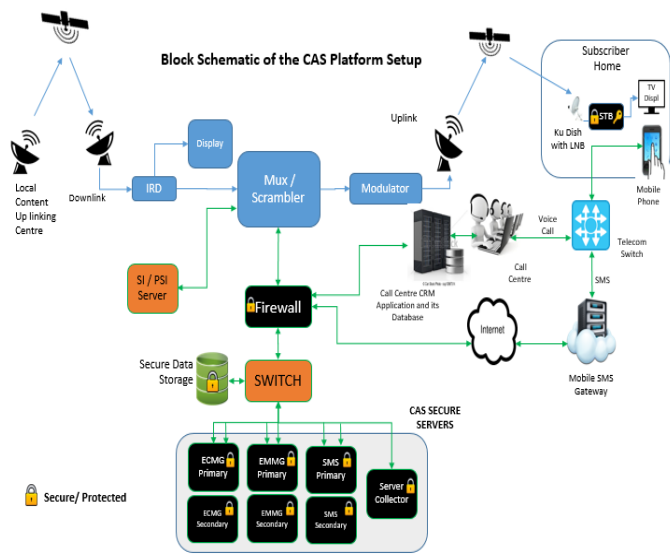 Block Schematic of the CAS Platform Setup
Subscriber
Home
TV
Displ
STB
Ku Dish
with LNB
Mobile
Phone
Uplink
Display
Local
Content
Up linking
Centre
Downlink
IRD
Mux /
Scrambler
Modulator
Voice
Call
Telecom
Switch
Call
Centre
SMS
SI / PSI
Server
Call Centre CRM
Application and its
Database
Firewall
Internet
Mobile SMS
Gateway
Secure Data
Storage
SWITCH
CAS SECURE
SERVERS
ECMG
Primary
EMMG
Primary
SMS
Primary
Server
Collector
ECMG
Secondary
EMMG
Secondary
SMS
Secondary
Secure/ Protected